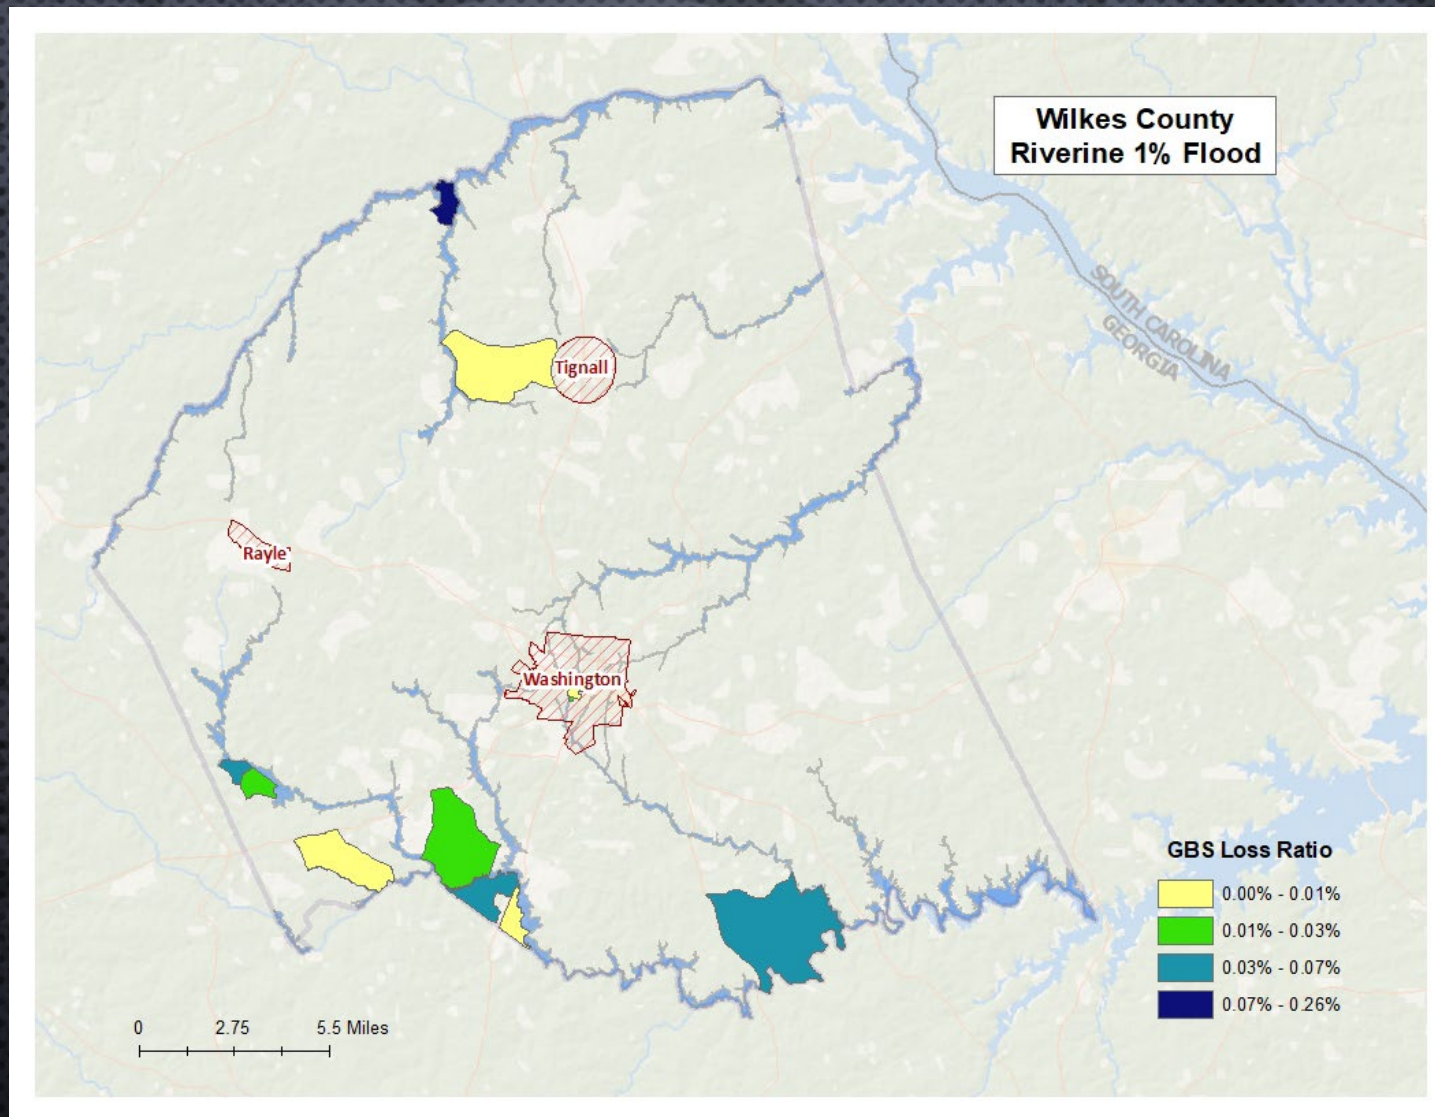 Wilkes County
Riverine 1% Flood
SOUTH CAROLINA
GEORGIA
Tignall
Rayle
Washington
GBS Loss Ratio
0.00% - 0.01%
0.01% - 0.03%
0.03% - 0.07%
0.07% - 0.26%
0 2.75 5.5 Miles